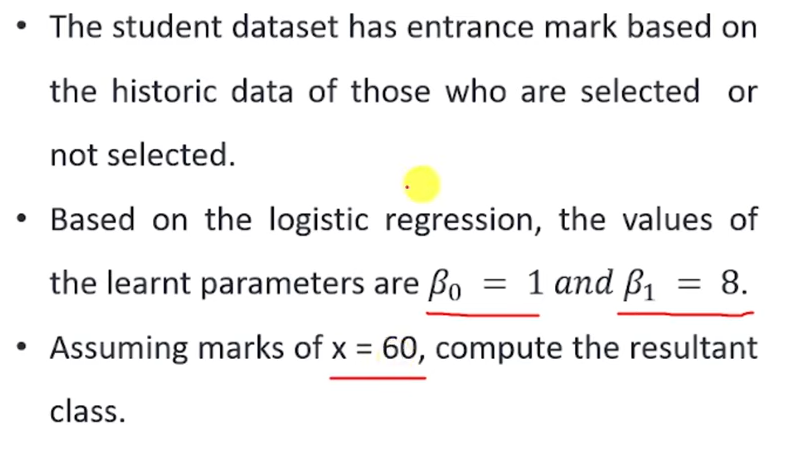 • The student dataset has entrance mark based on
the historic data of those who are selected or
not selected.
• Based on the logistic regression, the values of
the learnt parameters are β₀ = 1 and β₁ = 8.
• Assuming marks of x = 60, compute the resultant
class.